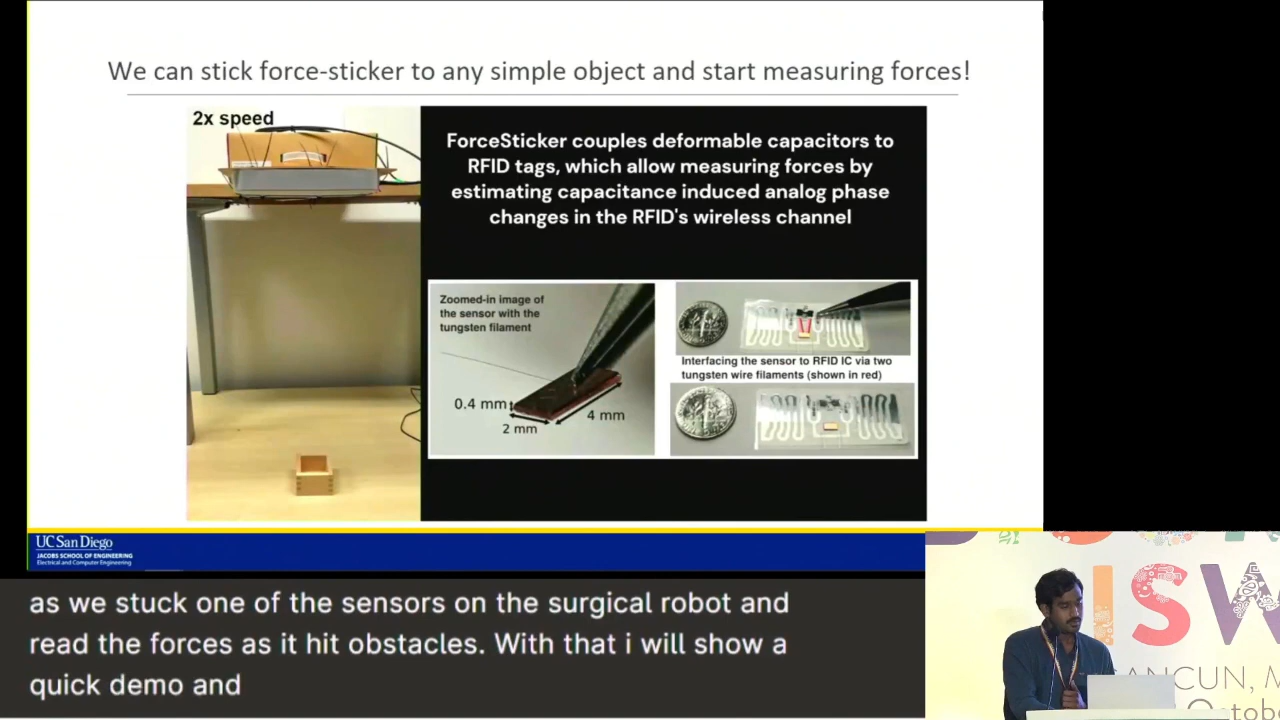 We can stick force-sticker to any simple object and start measuring forces!
2x speed
ForceSticker couples deformable capacitors to
RFID tags, which allow measuring forces by
estimating capacitance induced analog phase
changes in the RFID's wireless channel
Zoomed-in image of
the sensor with the
tungsten filament
0.4 mm
2 mm
4 mm
Interfacing the sensor to RFID IC via two
tungsten wire filaments (shown in red)
UC San Diego
JACOBS SCHOOL OF ENGINEERING
Electrical and Computer Engineering
as we stuck one of the sensors on the surgical robot and
read the forces as it hit obstacles. With that i will show a
quick demo and
ISW
CANCUN, M
Octob